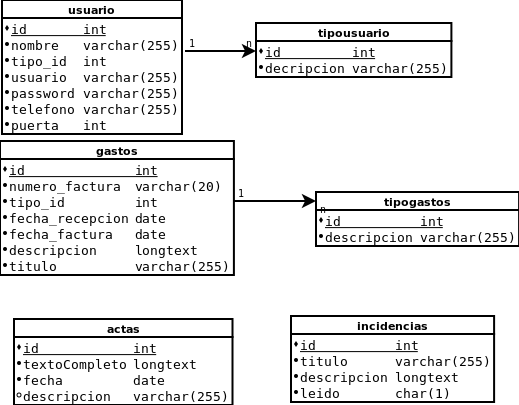 usuario
id int
nombre varchar(255)
tipo_id int
usuario varchar(255)
password varchar(255)
telefono varchar(255)
puerta int
1
n
tipousuario
id int
decripcion varchar(255)
gastos
id int
numero_factura varchar(20)
tipo_id int
fecha_recepcion date
fecha_factura date
descripcion longtext
titulo varchar(255)
1
n
tipogastos
id int
descripcion varchar(255)
actas
id int
textoCompleto longtext
fecha date
descripcion varchar(255)
incidencias
id int
titulo varchar(255)
descripcion longtext
leido char(1)